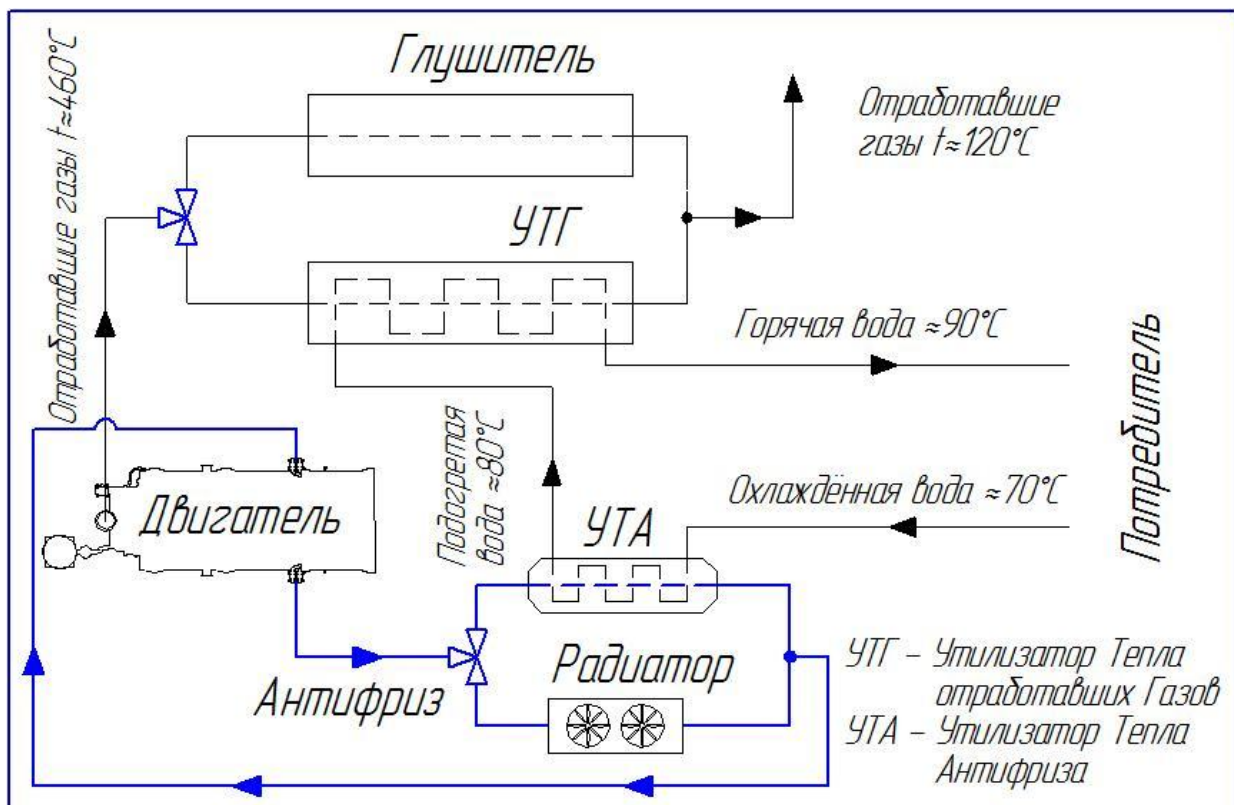 Глушитель
Отработавшие газы t≈460°C
Отработавшие
газы t≈120°C
УТГ
Горячая вода ≈90°C
Потребитель
Подогретая
вода ≈80°C
Охлаждённая вода ≈70°C
Двигатель
УТА
Антифриз
Радиатор
УТГ – Утилизатор Тепла
отработавших Газов
УТА – Утилизатор Тепла
Антифриза